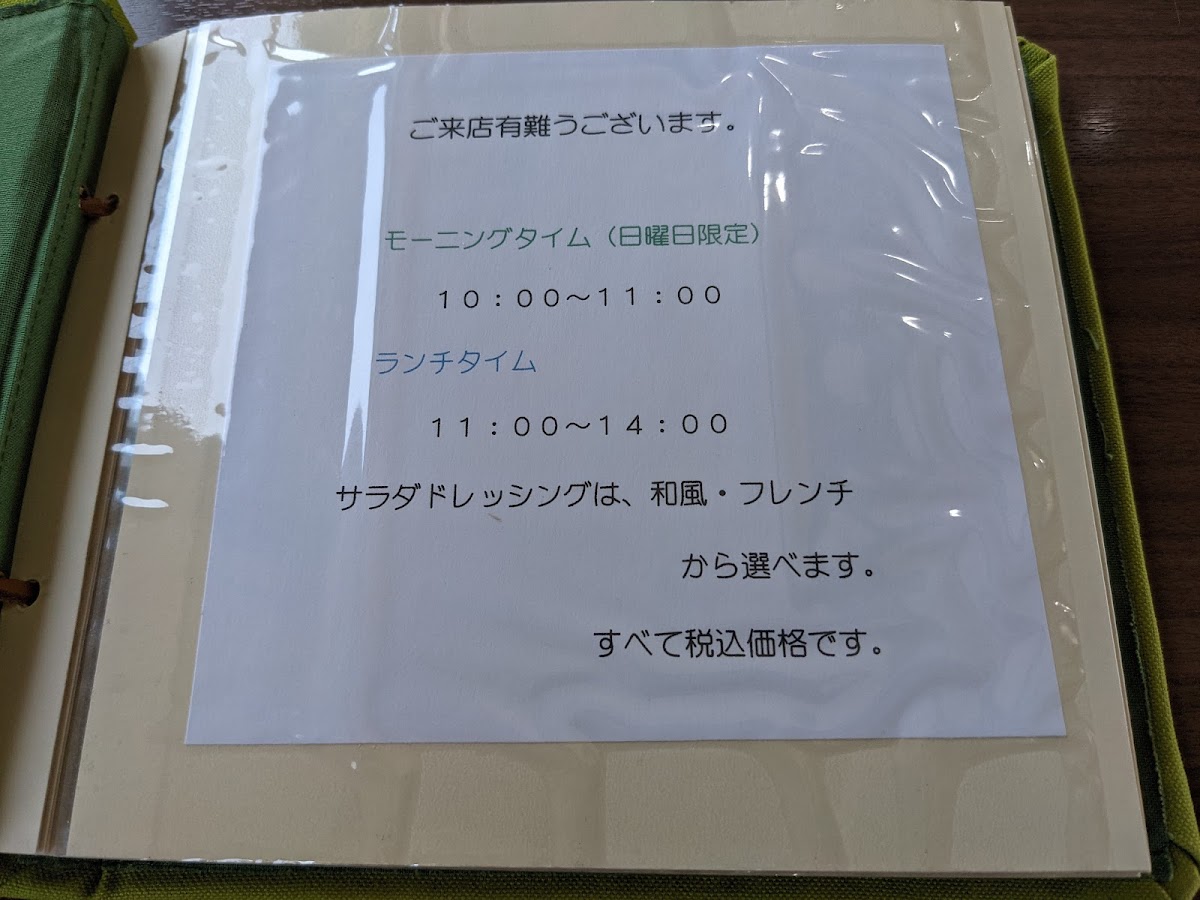 ご来店有難うございます。
モーニングタイム（日曜日限定）
１０：００～１１：００
ランチタイム
１１：００～１４：００
サラダドレッシングは、和風・フレンチ
から選べます。
すべて税込価格です。